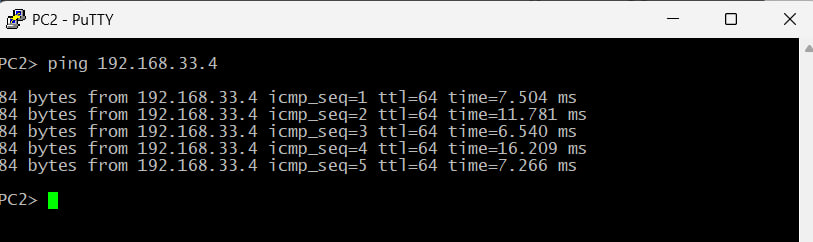 PC2 - PuTTY
PC2> ping 192.168.33.4
84 bytes from 192.168.33.4 icmp_seq=1 ttl=64 time=7.504 ms
84 bytes from 192.168.33.4 icmp_seq=2 ttl=64 time=11.781 ms
84 bytes from 192.168.33.4 icmp_seq=3 ttl=64 time=6.540 ms
84 bytes from 192.168.33.4 icmp_seq=4 ttl=64 time=16.209 ms
84 bytes from 192.168.33.4 icmp_seq=5 ttl=64 time=7.266 ms
PC2>